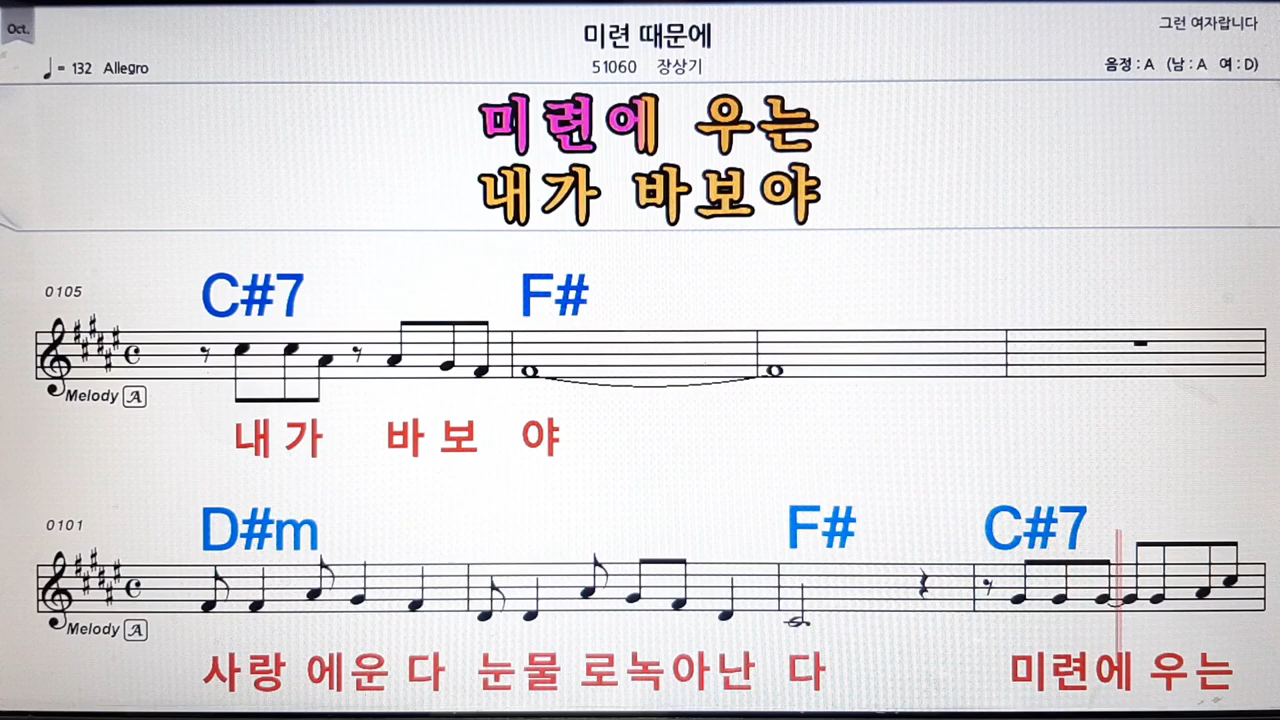 Oct.
미련 때문에
그런 여자랍니다
♩ = 132 Allegro
51060 장상기
음정 : A (남 : A 여 : D)
미련에 우는
내가 바보야
0105
C#7 F#
Melody A
내 가 바 보 야
0101
D#m F# C#7
Melody A
사랑 에운 다 눈물 로녹아난 다 미련에 우는